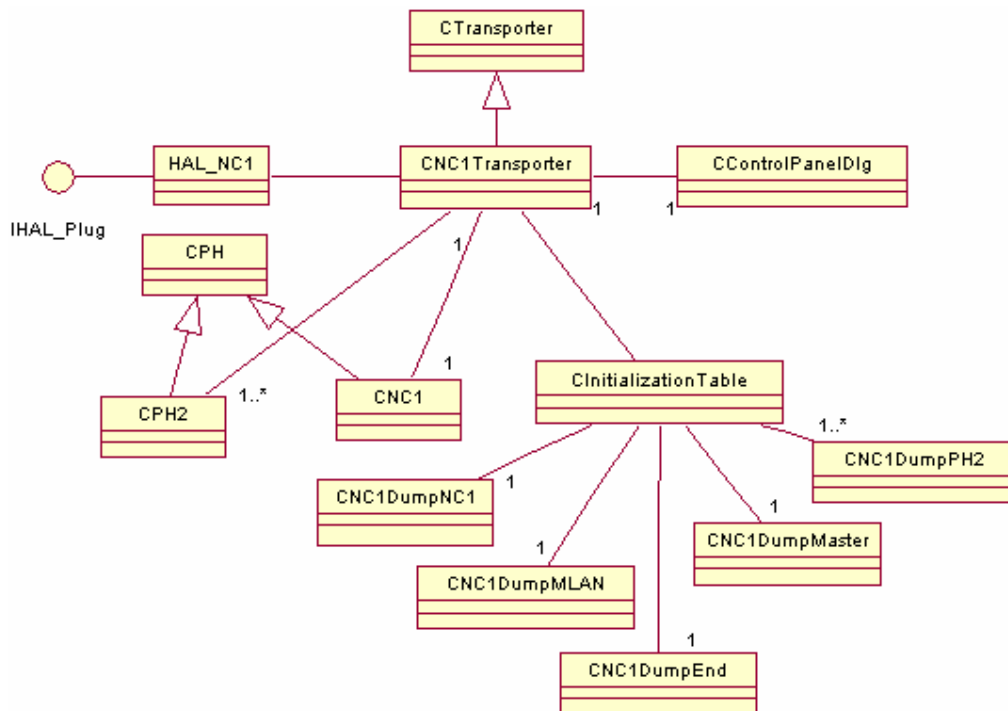 CTransporter
HAL_NC1
CNC1Transporter
CControlPanelDlg
1
1
IHAL_Plug
CPH
1
1
1..*
CPH2
CNC1
CInitializationTable
1..*
CNC1DumpPH2
CNC1DumpNC1
1
1
CNC1DumpMaster
1
CNC1DumpMLAN
1
CNC1DumpEnd